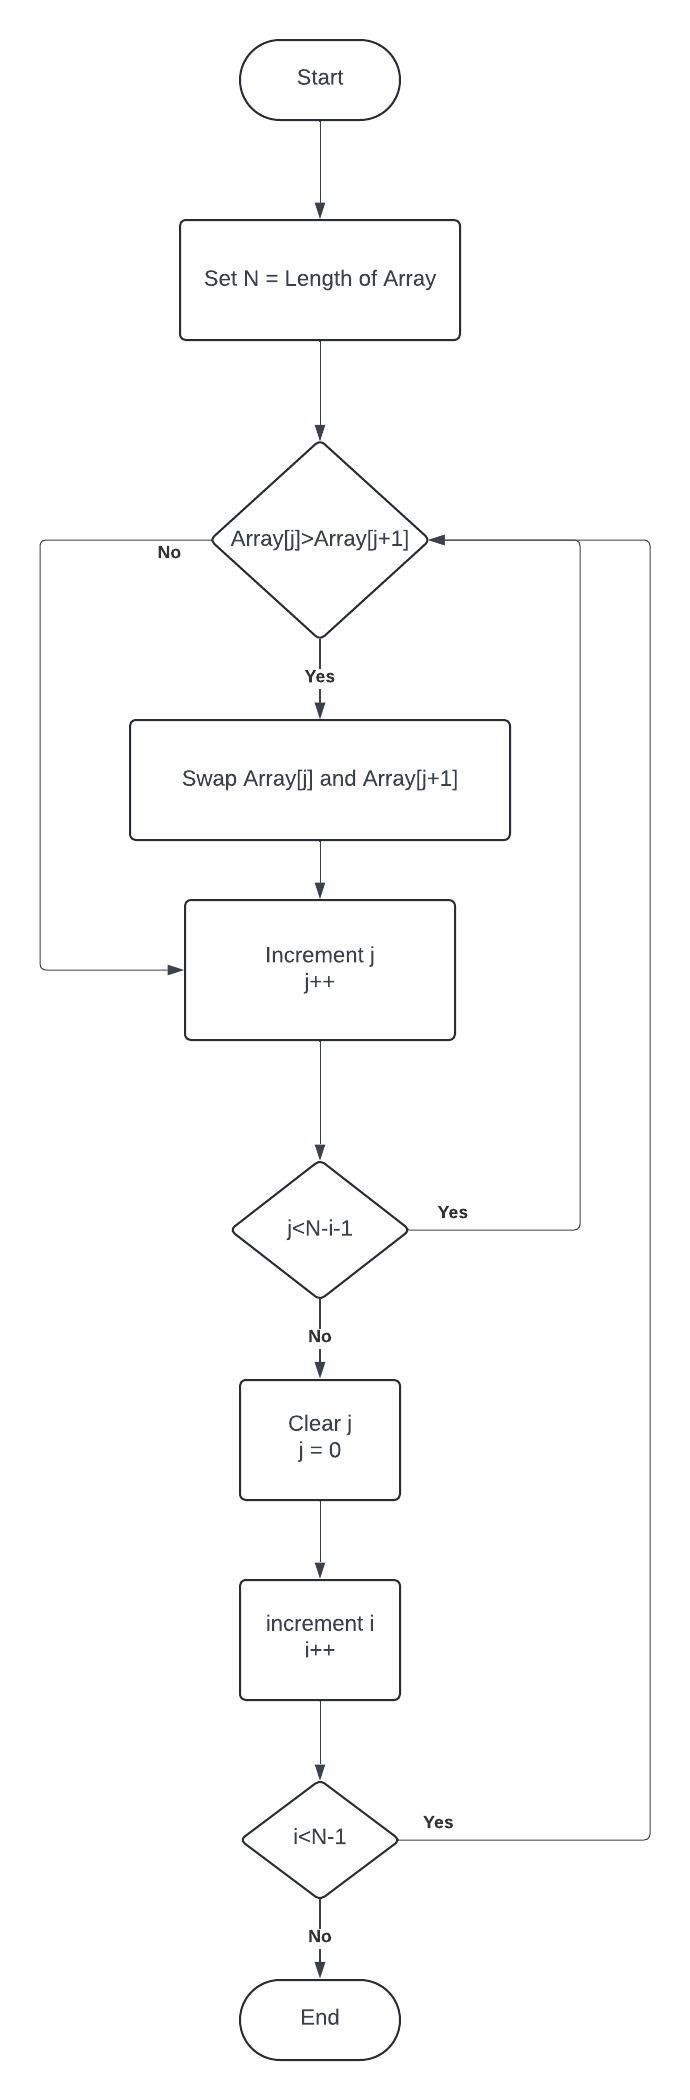 Start
Set N = Length of Array
Array[j]>Array[j+1]
No
Yes
Swap Array[j] and Array[j+1]
Increment j
j++
j<N-i-1
Yes
No
Clear j
j = 0
increment i
i++
i<N-1
Yes
No
End